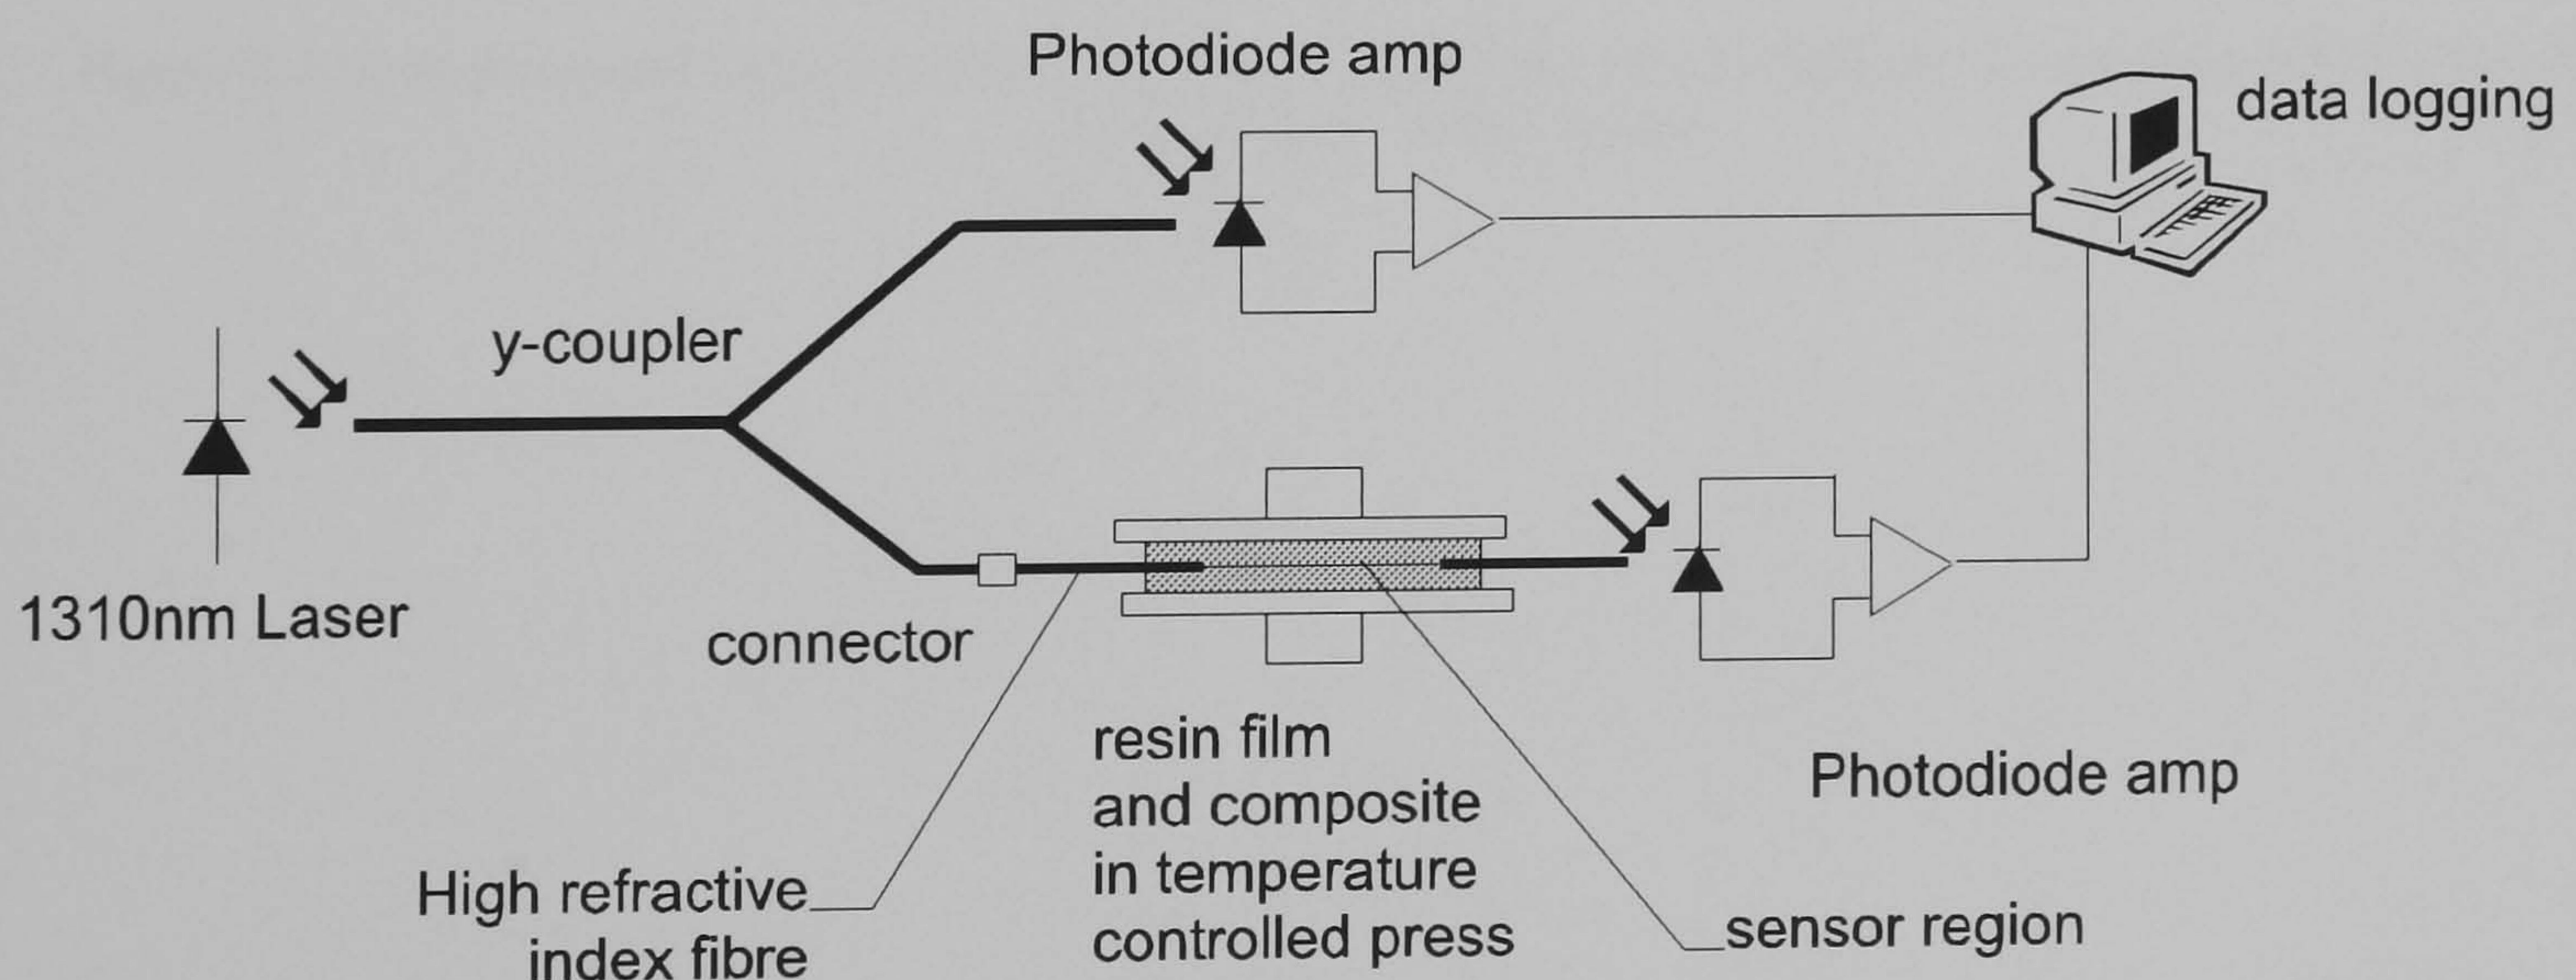 Photodiode amp
data logging
y-coupler
1310nm Laser
connector
resin film
and composite
in temperature
controlled press
Photodiode amp
High refractive
index fibre
sensor region